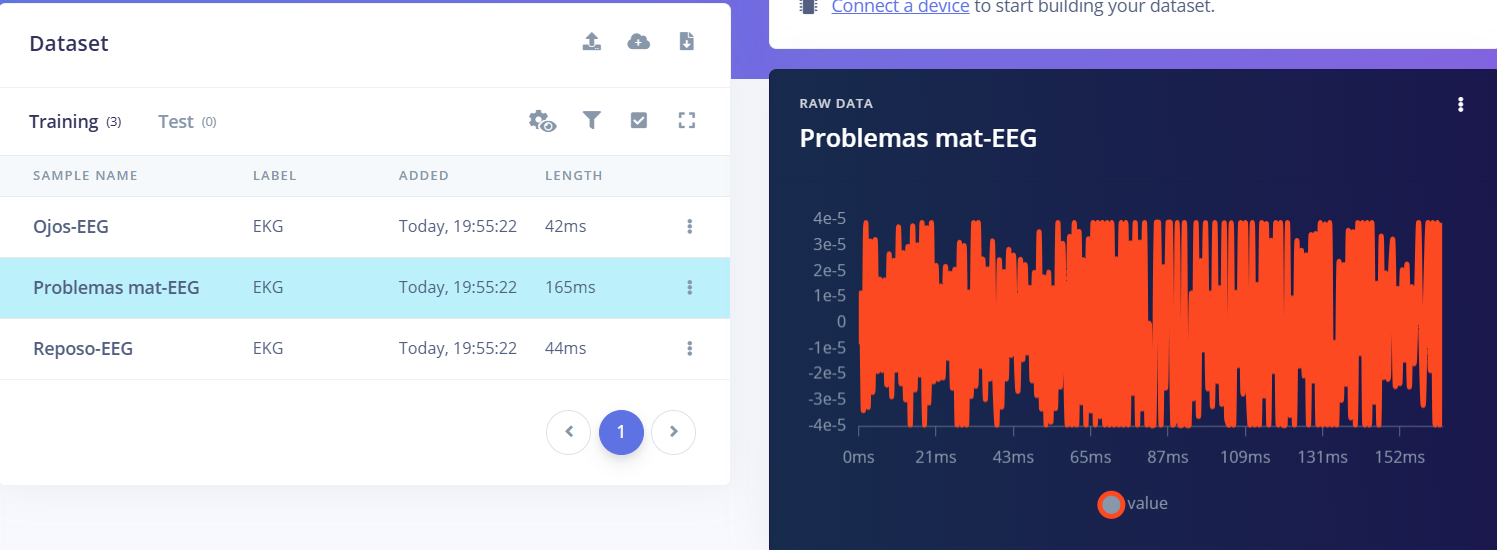 Connect a device to start building your dataset.
Dataset
Training (3) Test (0)
SAMPLE NAME LABEL ADDED LENGTH
Ojos-EEG EKG Today, 19:55:22 42ms
Problemas mat-EEG EKG Today, 19:55:22 165ms
Reposo-EEG EKG Today, 19:55:22 44ms
1
RAW DATA
Problemas mat-EEG
4e-5
3e-5
2e-5
1e-5
0
-1e-5
-2e-5
-3e-5
-4e-5
0ms 21ms 43ms 65ms 87ms 109ms 131ms 152ms
value